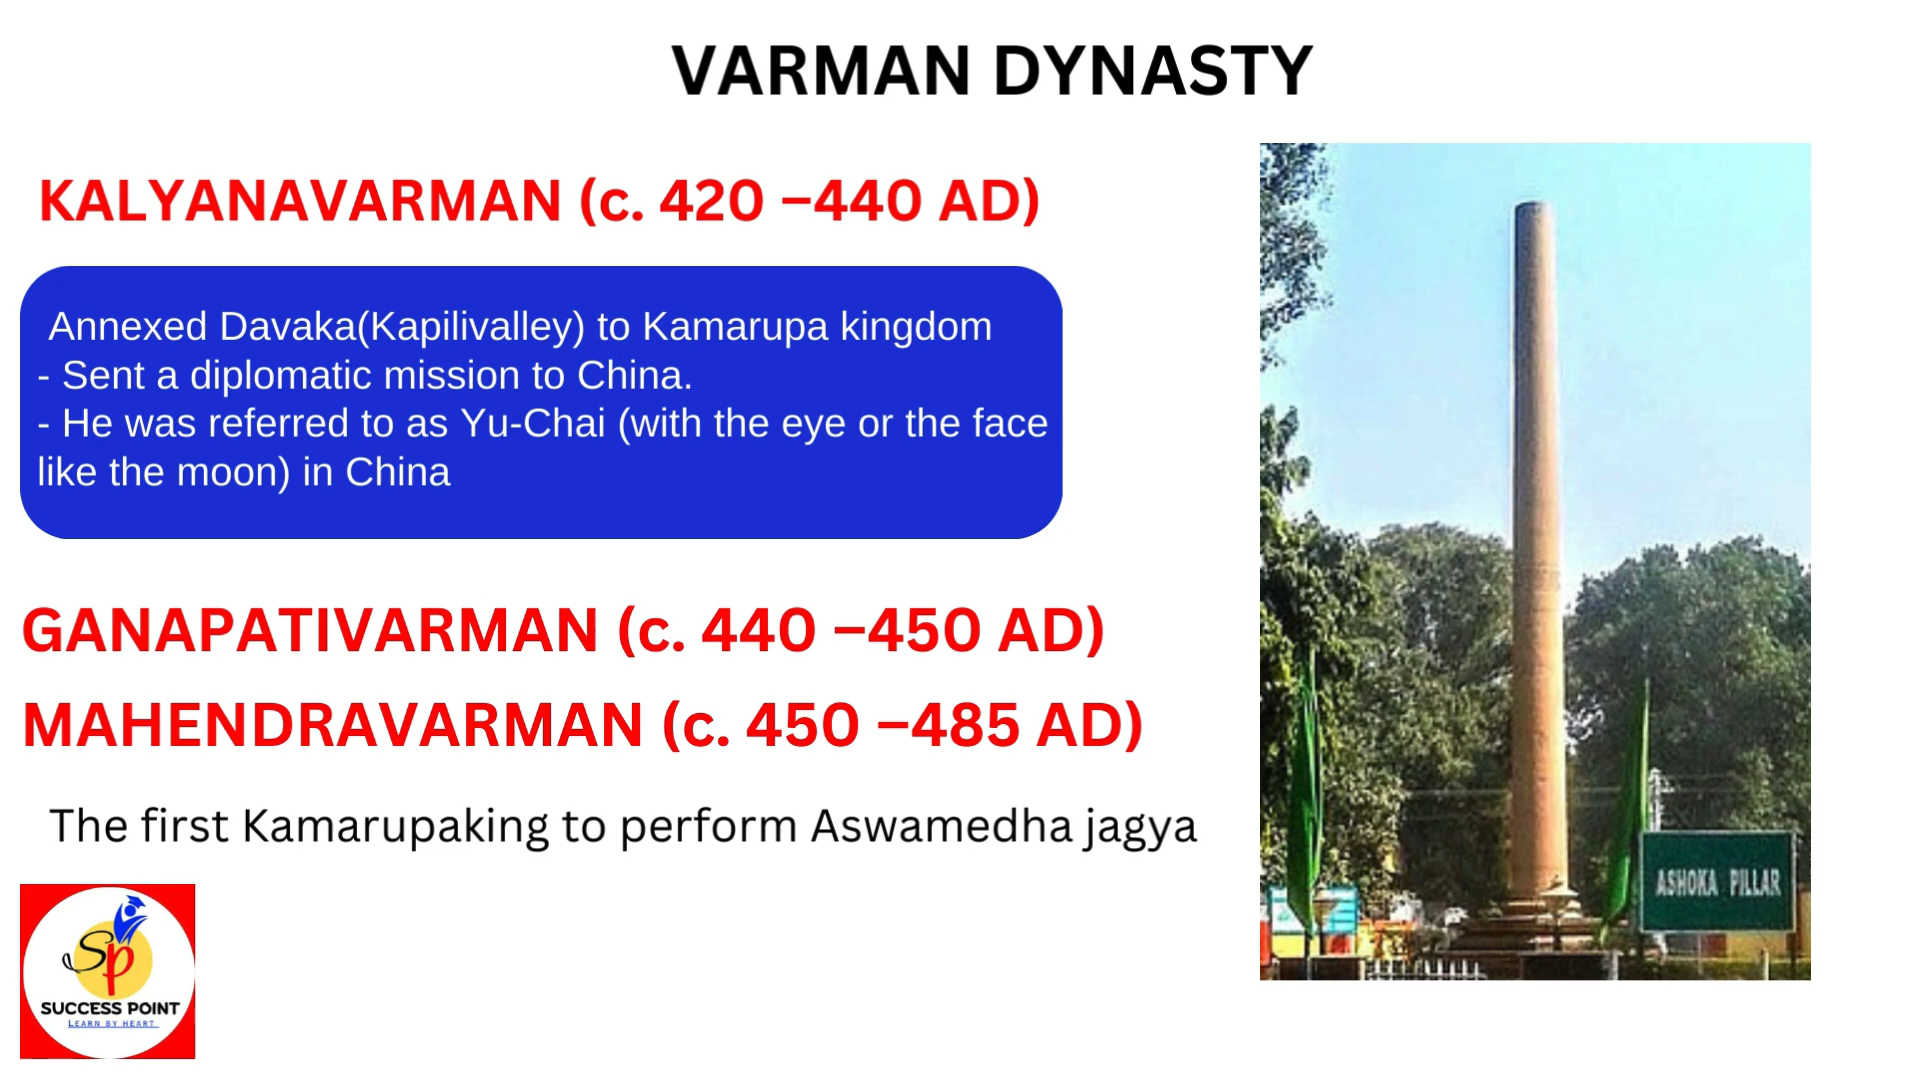 VARMAN DYNASTY
KALYANAVARMAN (c. 420 –440 AD)
Annexed Davaka(Kapilivalley) to Kamarupa kingdom
- Sent a diplomatic mission to China.
- He was referred to as Yu-Chai (with the eye or the face
like the moon) in China
GANAPATIVARMAN (c. 440 –450 AD)
MAHENDRAVARMAN (c. 450 –485 AD)
The first Kamarupaking to perform Aswamedha jagya
ASHOKA PILLAR
Sp
SUCCESS POINT
LEARN BY HEART